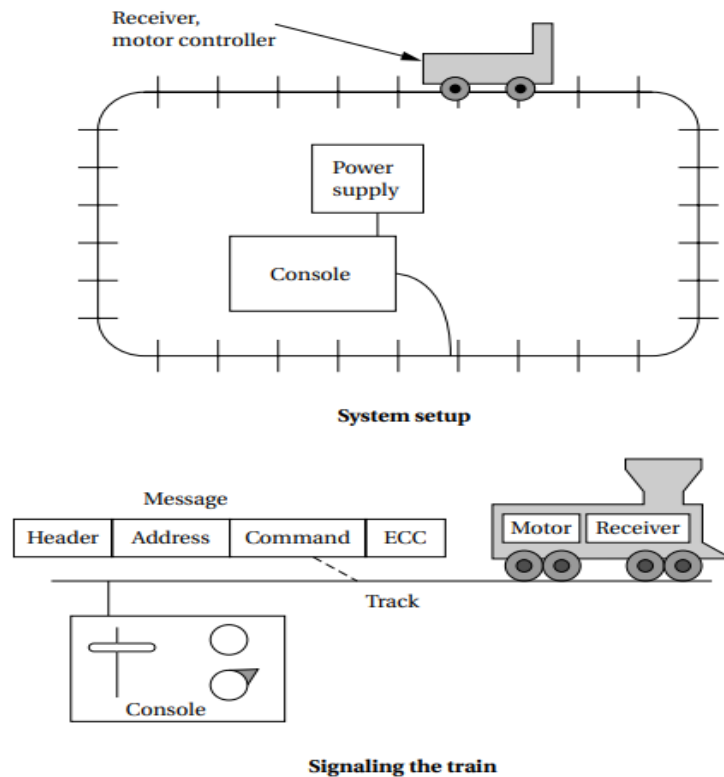 Receiver,
motor controller
Power
supply
Console
System setup
Message
Header Address Command ECC
Motor Receiver
Track
Console
Signaling the train